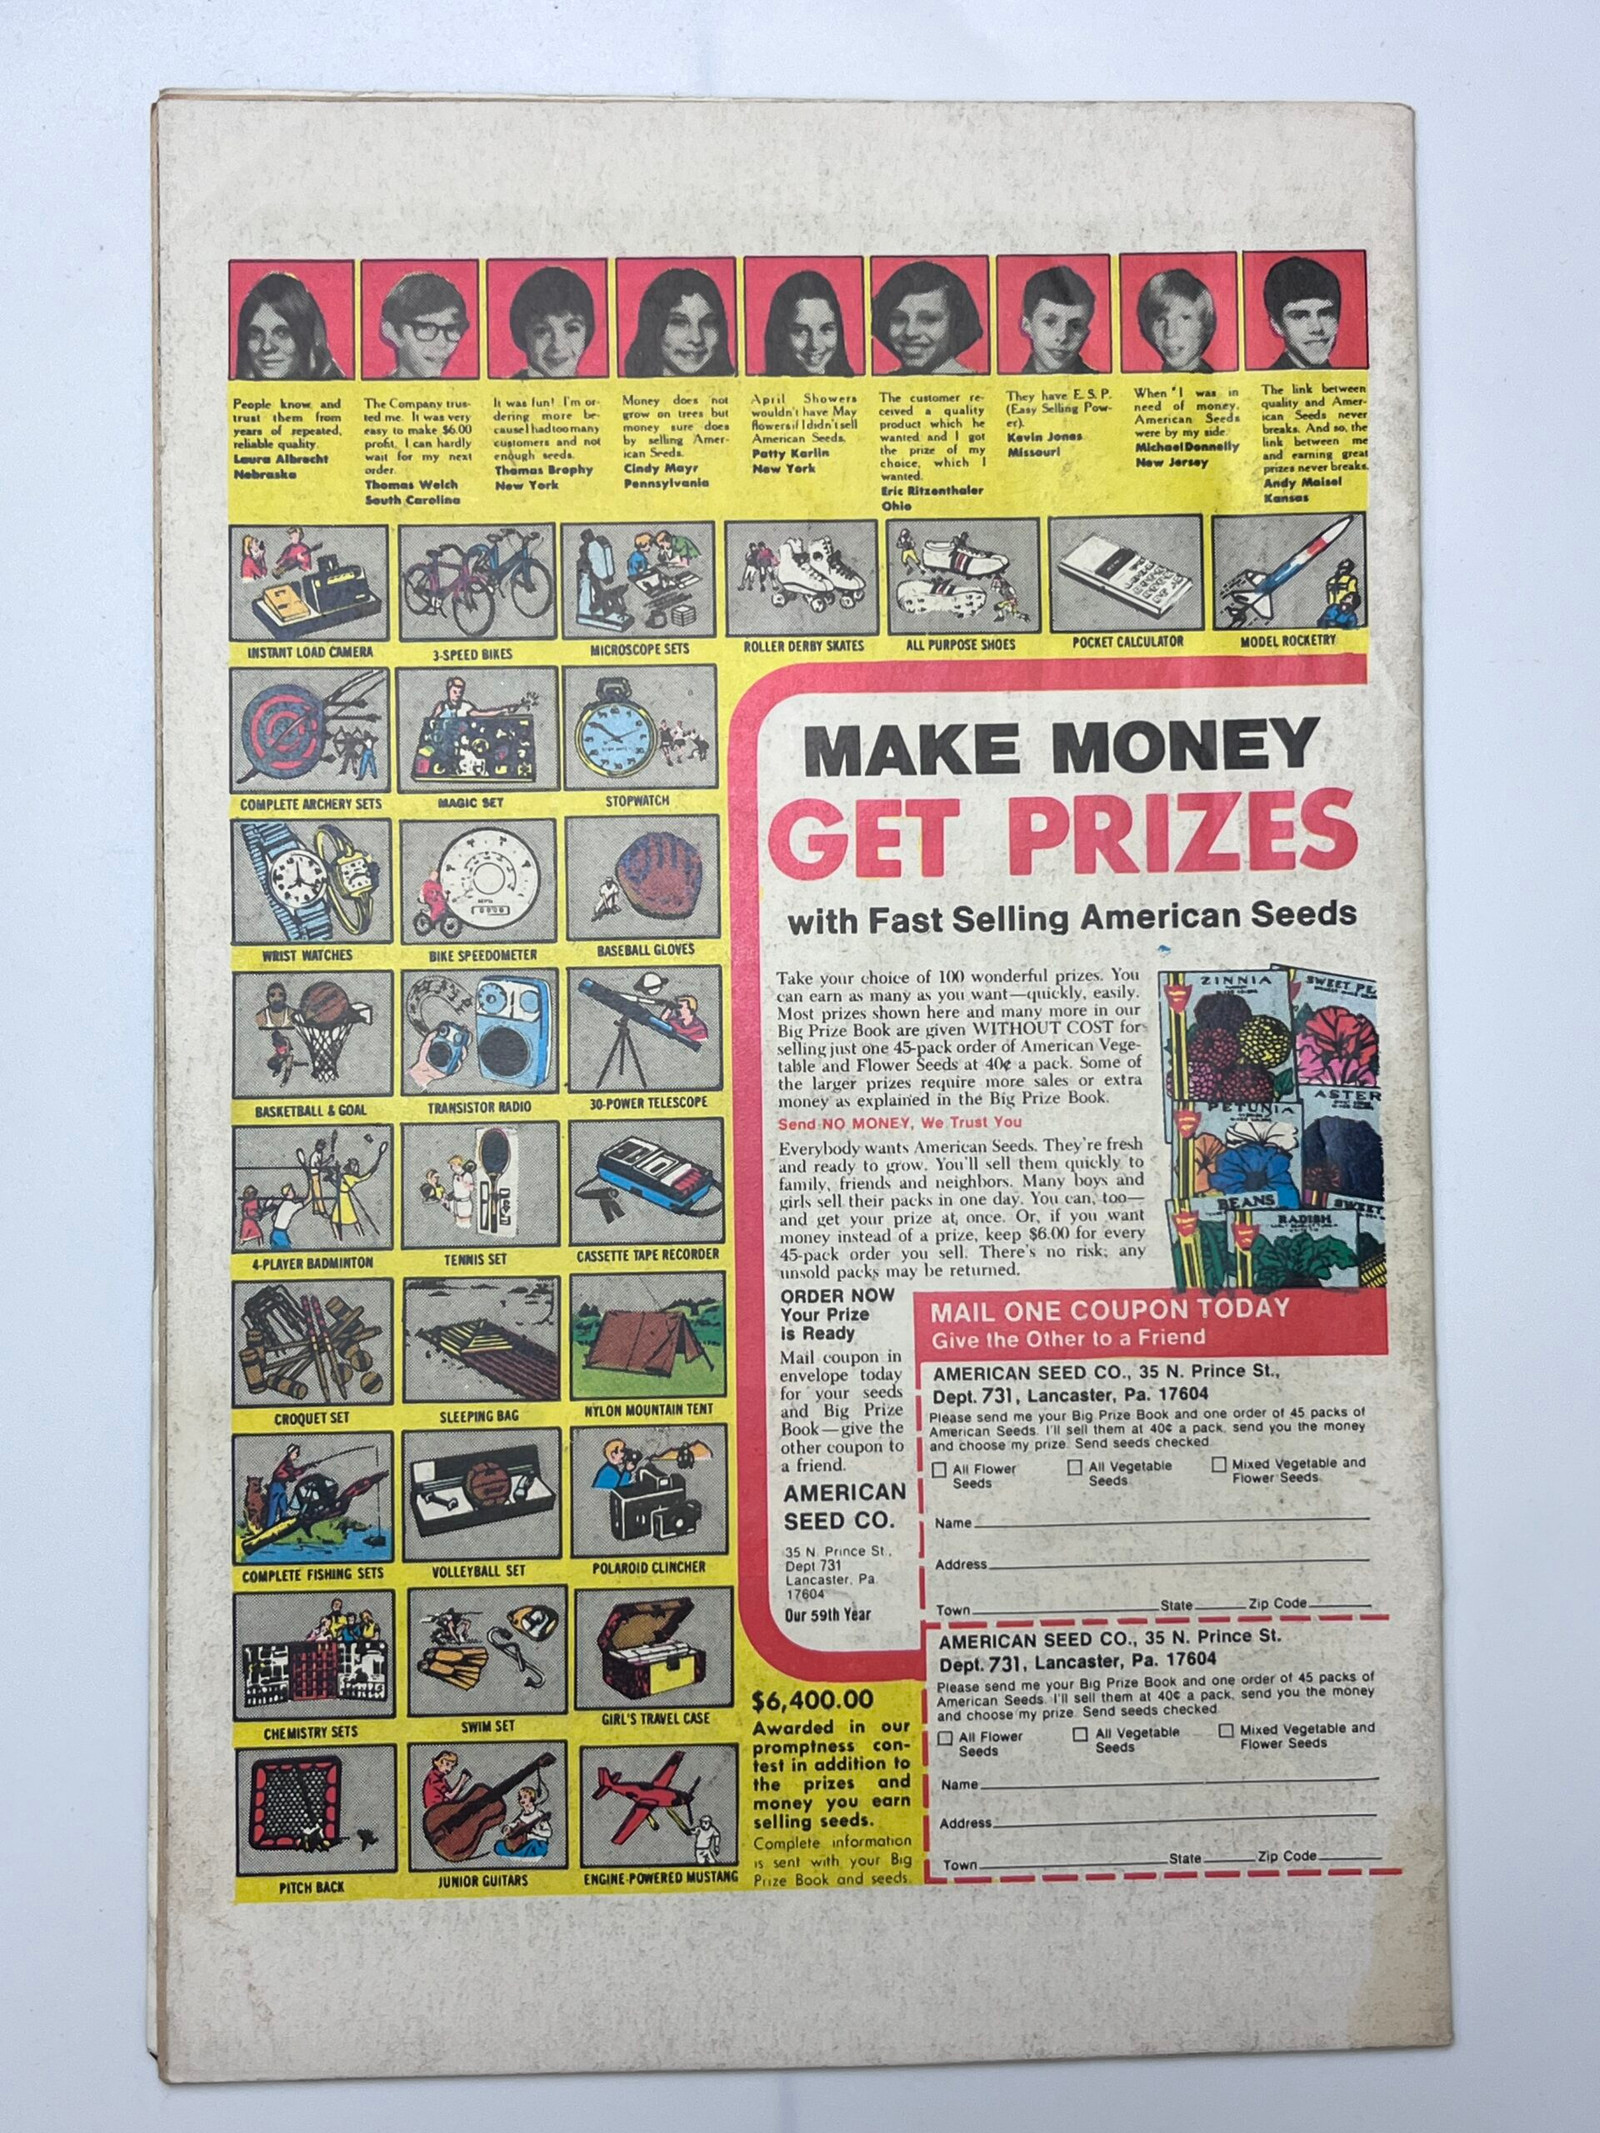 People know and
trust them from
years of repeated,
reliable quality.
Laura Albrecht
Nebraska
The Company trus-
ted me. It was very
easy to make $6.00
profit. I can hardly
wait for my next
order.
Thomas Welch
South Carolina
It was fun! I'm or-
dering more be-
cause I had too many
customers and not
enough seeds.
Thomas Brophy
New York
Money does not
grow on trees but
money sure does
by selling Amer-
ican Seeds.
Cindy Mayr
Pennsylvania
April Showers
wouldn't have May
flowers if I didn't sell
American Seeds.
Patty Karlin
New York
The customer re-
ceived a quality
product which he
wanted and I got
the prize of my
choice, which I
wanted.
Eric Ritzenthaler
Ohio
They have E.S.P.
(Easy Selling Pow-
er).
Kevin Jones
Missouri
When I was in
need of money,
American Seeds
were by my side.
Michael Donnelly
New Jersey
The link between
quality and Amer-
ican Seeds never
breaks. And so, the
link between me
and earning great
prizes never breaks.
Andy Maisel
Kansas
INSTANT LOAD CAMERA
3-SPEED BIKES
MICROSCOPE SETS
ROLLER DERBY SKATES
ALL PURPOSE SHOES
POCKET CALCULATOR
MODEL ROCKETRY
COMPLETE ARCHERY SETS
MAGIC SET
STOPWATCH
WRIST WATCHES
BIKE SPEEDOMETER
BASEBALL GLOVES
BASKETBALL & GOAL
TRANSISTOR RADIO
30-POWER TELESCOPE
4-PLAYER BADMINTON
TENNIS SET
CASSETTE TAPE RECORDER
CROQUET SET
SLEEPING BAG
NYLON MOUNTAIN TENT
COMPLETE FISHING SETS
VOLLEYBALL SET
POLAROID CLINCHER
CHEMISTRY SETS
SWIM SET
GIRL'S TRAVEL CASE
PITCH BACK
JUNIOR GUITARS
ENGINE-POWERED MUSTANG
MAKE MONEY
GET PRIZES
with Fast Selling American Seeds
Take your choice of 100 wonderful prizes. You
can earn as many as you want—quickly, easily.
Most prizes shown here and many more in our
Big Prize Book are given WITHOUT COST for
selling just one 45-pack order of American Vege-
table and Flower Seeds at 40¢ a pack. Some of
the larger prizes require more sales or extra
money as explained in the Big Prize Book.
Send NO MONEY, We Trust You
Everybody wants American Seeds. They're fresh
and ready to grow. You'll sell them quickly to
family, friends and neighbors. Many boys and
girls sell their packs in one day. You can, too—
and get your prize at once. Or, if you want
money instead of a prize, keep $6.00 for every
45-pack order you sell. There's no risk; any
unsold packs may be returned.
ZINNIA
SWEET PE
PETUNIA
ASTER
BEANS
RADISH
SWEET
ORDER NOW
Your Prize
is Ready
Mail coupon in
envelope today
for your seeds
and Big Prize
Book—give the
other coupon to
a friend.
AMERICAN
SEED CO.
35 N. Prince St.,
Dept 731
Lancaster, Pa.
17604
Our 59th Year
MAIL ONE COUPON TODAY
Give the Other to a Friend
AMERICAN SEED CO., 35 N. Prince St.,
Dept. 731, Lancaster, Pa. 17604
Please send me your Big Prize Book and one order of 45 packs of
American Seeds. I'll sell them at 40¢ a pack, send you the money
and choose my prize. Send seeds checked
All Flower
Seeds
All Vegetable
Seeds
Mixed Vegetable and
Flower Seeds
Name
Address
Town State Zip Code
AMERICAN SEED CO., 35 N. Prince St.
Dept. 731, Lancaster, Pa. 17604
Please send me your Big Prize Book and one order of 45 packs of
American Seeds. I'll sell them at 40¢ a pack, send you the money
and choose my prize. Send seeds checked
All Flower
Seeds
All Vegetable
Seeds
Mixed Vegetable and
Flower Seeds
Name
Address
Town State Zip Code
$6,400.00
Awarded in our
promptness con-
test in addition to
the prizes and
money you earn
selling seeds.
Complete information
is sent with your Big
Prize Book and seeds.